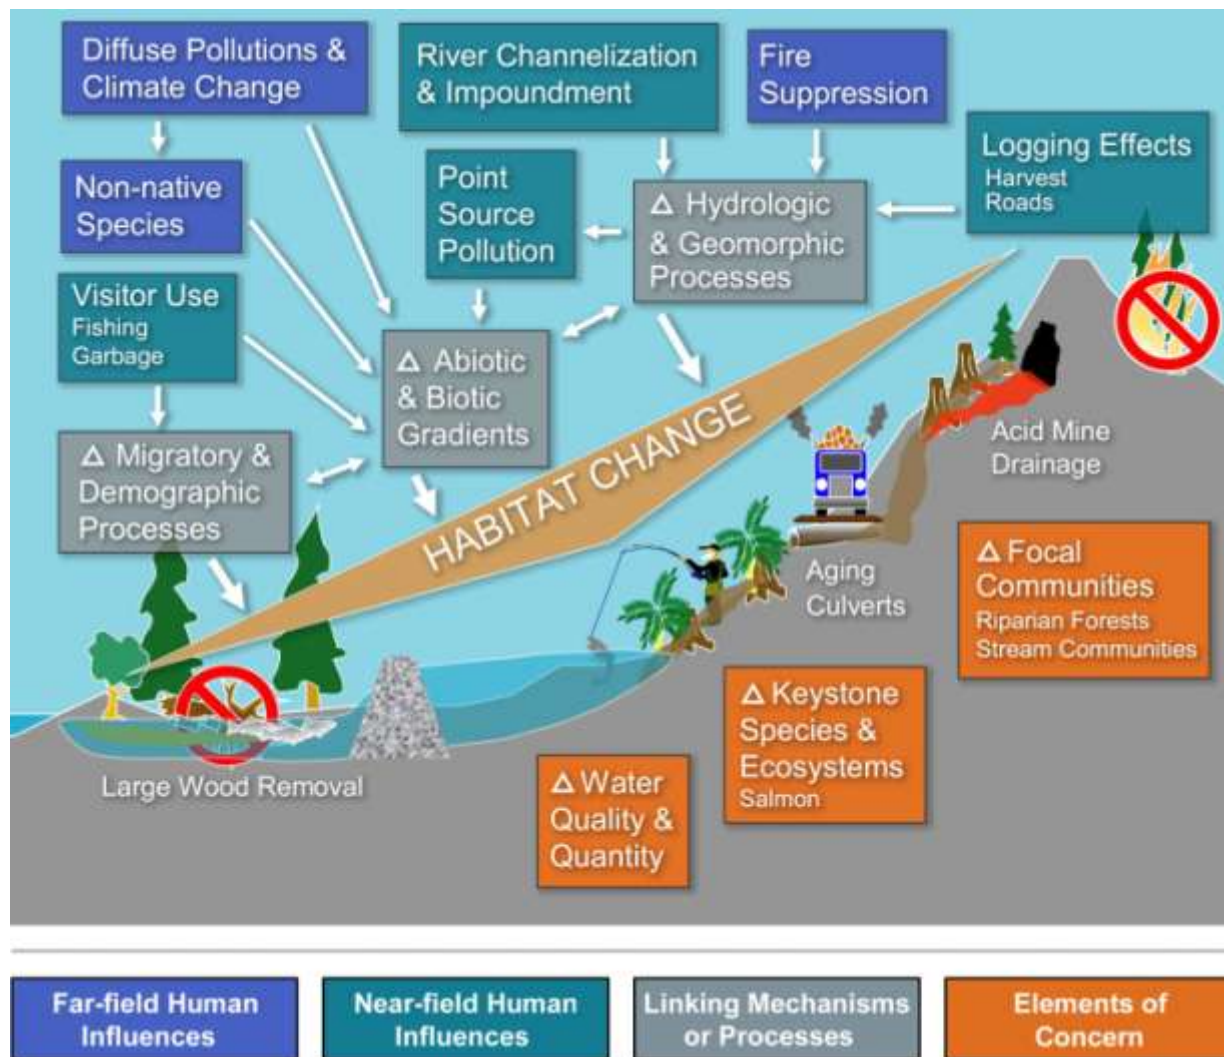 Diffuse Pollutions &
Climate Change
River Channelization
& Impoundment
Fire
Suppression
Logging Effects
Harvest
Roads
Non-native
Species
Point
Source
Pollution
Δ Hydrologic
& Geomorphic
Processes
Visitor Use
Fishing
Garbage
Δ Abiotic
& Biotic
Gradients
Δ Migratory &
Demographic
Processes
HABITAT CHANGE
Acid Mine
Drainage
Aging
Culverts
Large Wood Removal
Δ Focal
Communities
Riparian Forests
Stream Communities
Δ Keystone
Species &
Ecosystems
Salmon
Δ Water
Quality &
Quantity
Far-field Human
Influences
Near-field Human
Influences
Linking Mechanisms
or Processes
Elements of
Concern